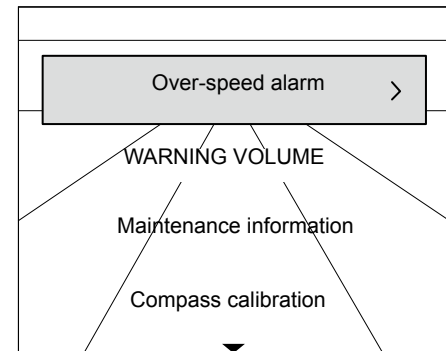 Over-speed alarm
WARNING VOLUME
Maintenance information
Compass calibration